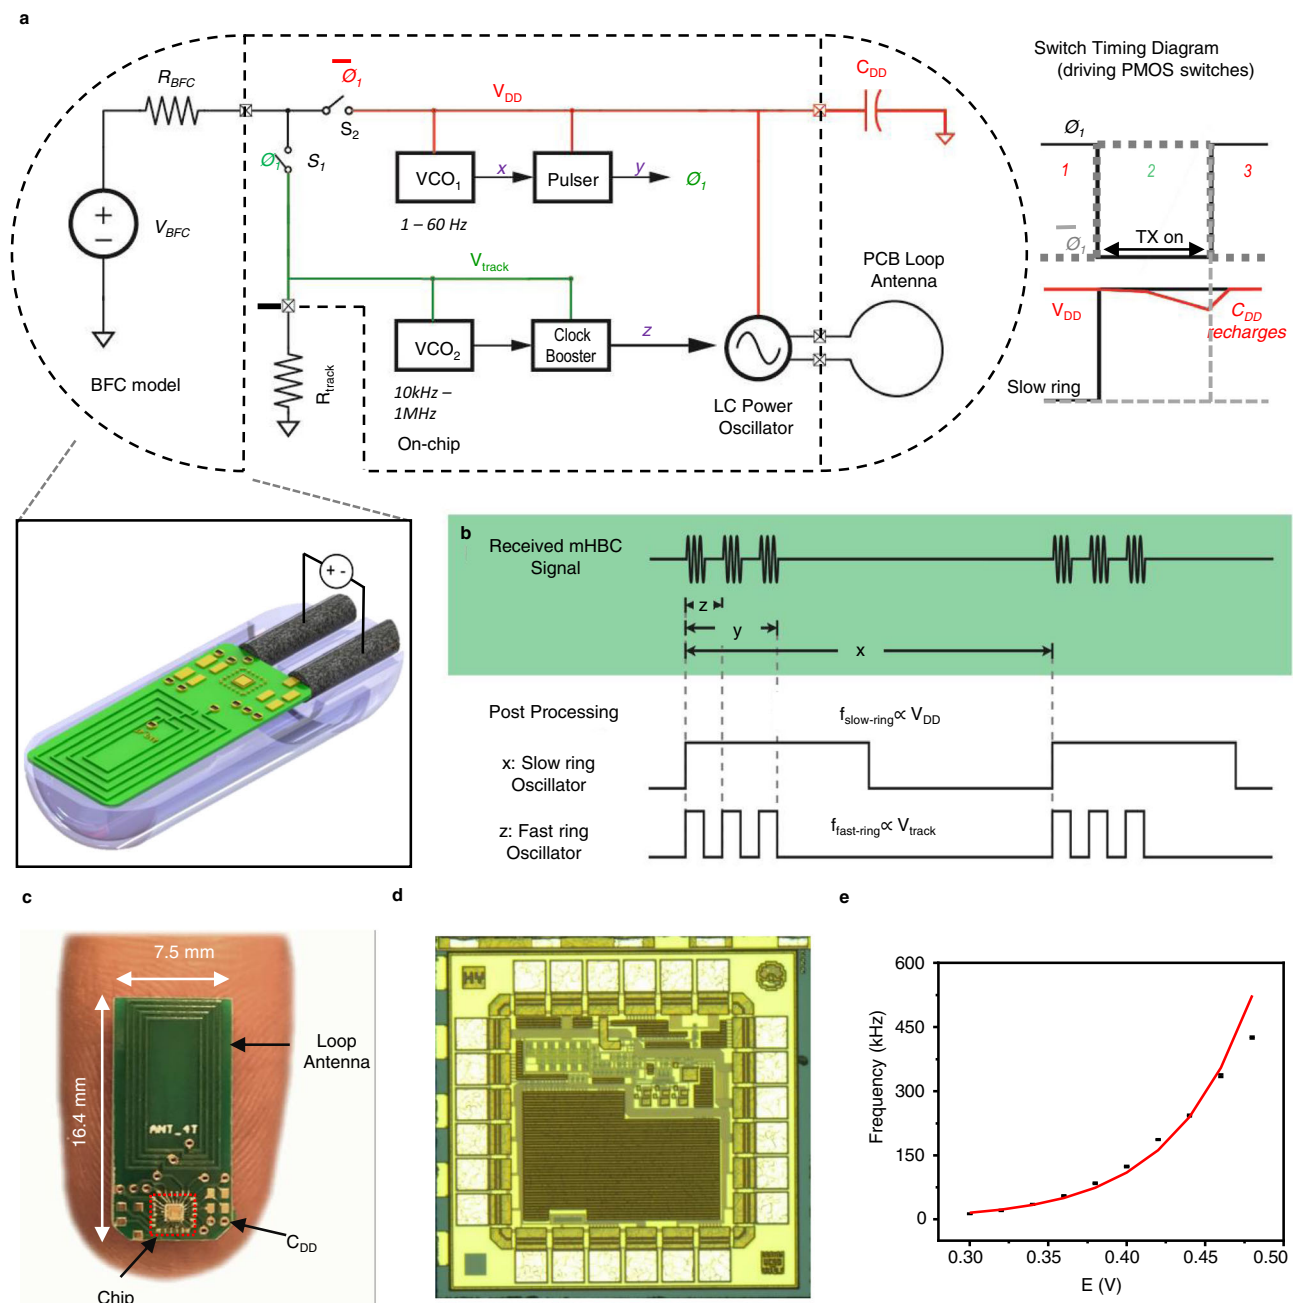 a
Switch Timing Diagram
(driving PMOS switches)
R_BFC
Ø₁
S₂
V_DD
C_DD
Ø₁
S₁
VCO₁
x
Pulser
y
Ø₁
1 – 60 Hz
+
−
V_BFC
Ø₁
1
2
3
Ø₁
TX on
V_track
PCB Loop
Antenna
VCO₂
Clock
Booster
z
V_DD
C_DD
recharges
Slow ring
BFC model
R_track
10kHz –
1MHz
On-chip
LC Power
Oscillator
+ -
b
Received mHBC
Signal
z
y
x
Post Processing
f_slow-ring ∝ V_DD
x: Slow ring
Oscillator
z: Fast ring
Oscillator
f_fast-ring ∝ V_track
c
7.5 mm
16.4 mm
Loop
Antenna
ANT_4T
C_DD
Chip
d
HY
e
600
450
300
150
0
Frequency (kHz)
0.30
0.35
0.40
0.45
0.50
E (V)